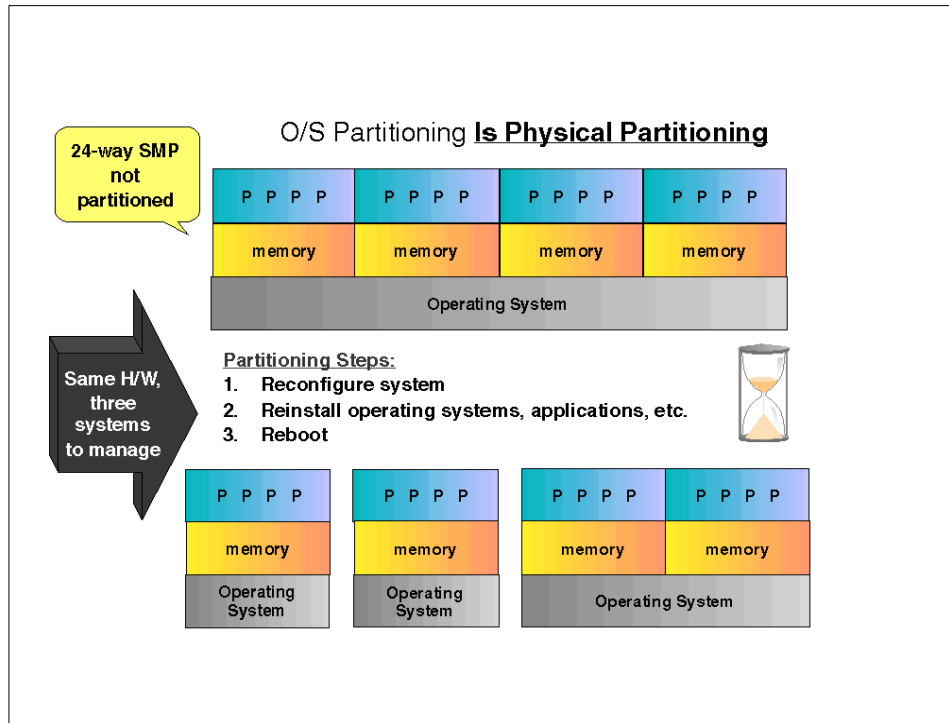 O/S Partitioning Is Physical Partitioning
24-way SMP
not
partitioned
P P P P P P P P P P P P P P P P
memory memory memory memory
Operating System
Same H/W,
three
systems
to manage
Partitioning Steps:
1. Reconfigure system
2. Reinstall operating systems, applications, etc.
3. Reboot
P P P P P P P P P P P P P P P P
memory memory memory memory
Operating
System
Operating
System
Operating System